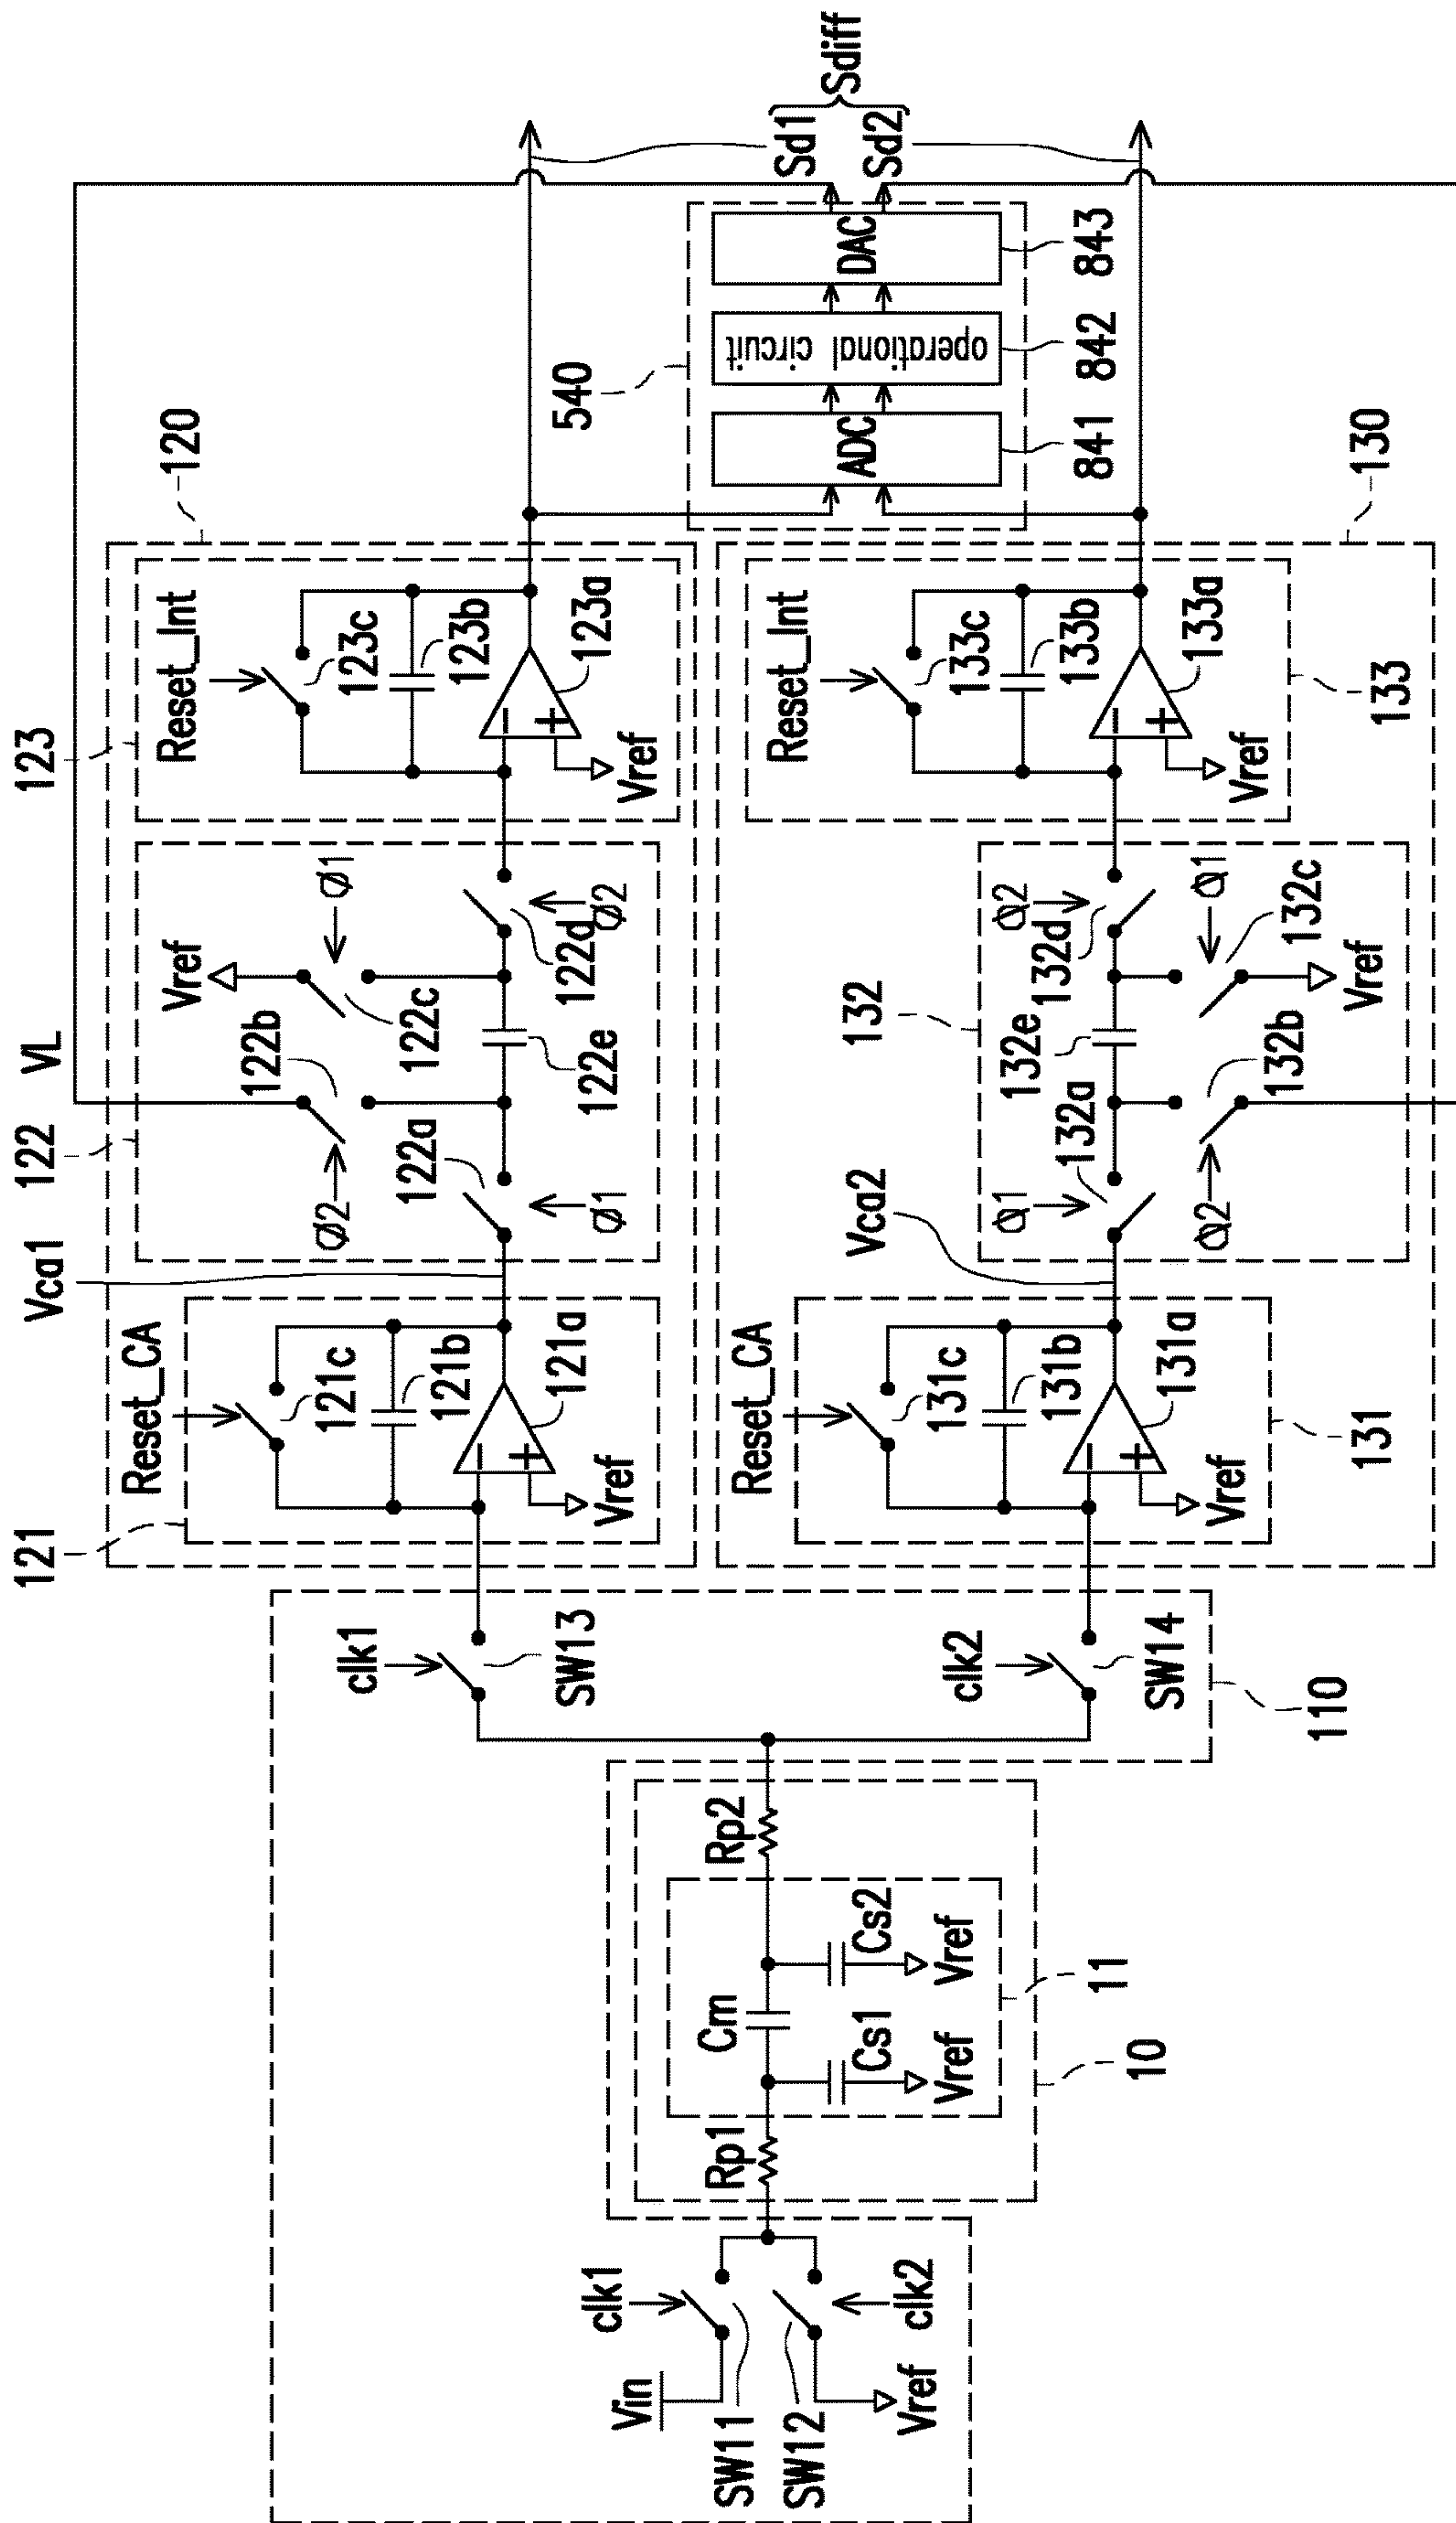 Vin
clk1
SW11
SW12
clk2
Vref
Rp1
Cm
Rp2
Cs1
Cs2
Vref
Vref
11
10
clk1
SW13
clk2
SW14
110
121
Reset_CA
121c
121b
121a
Vref
Vca1
122
VL
Vref
Ø1
122b
122c
Ø2
122a
122e
122d
Ø1
Ø2
123
Reset_Int
123c
123b
123a
Vref
120
Reset_CA
131c
131b
131a
Vref
131
Vca2
132
Ø1
Ø2
132a
132e
132d
Ø1
Ø2
132b
132c
Vref
Reset_Int
133c
133b
133a
Vref
133
130
540
ADC
operational circuit
DAC
841
842
843
Sd1
Sd2
Sdiff